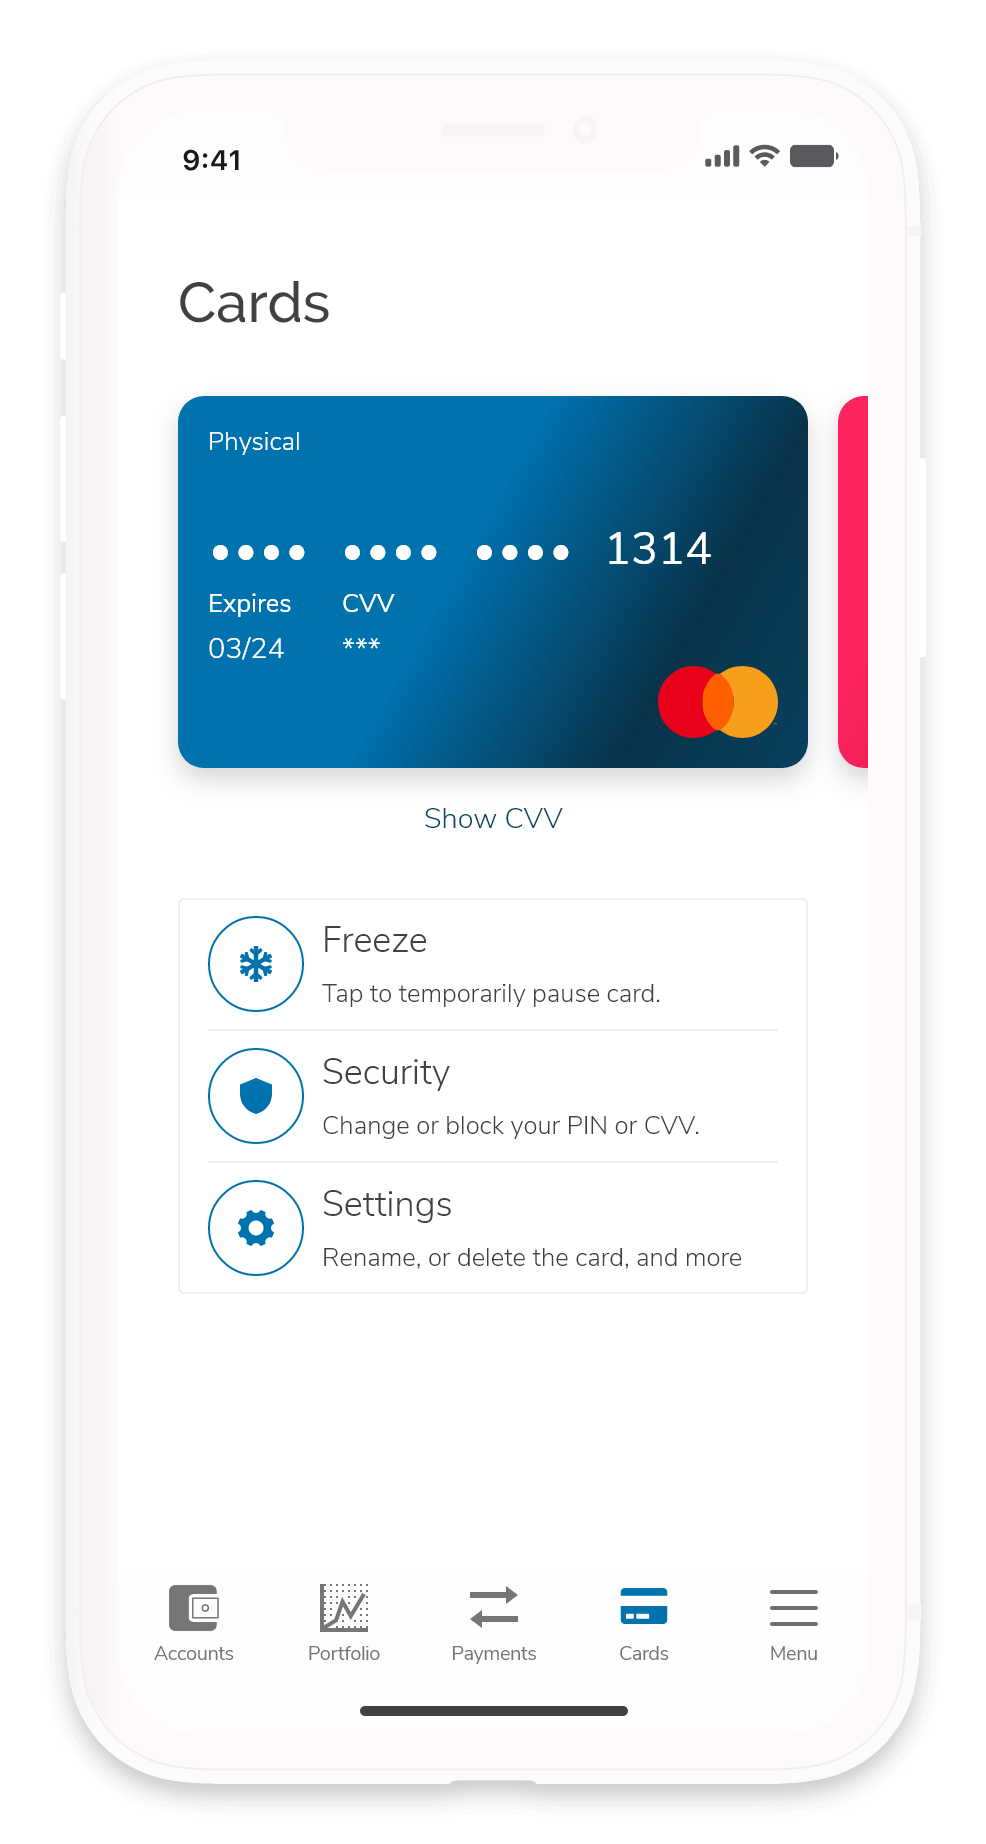 9:41
Cards
Physical
•••• •••• •••• 1314
Expires CVV
03/24 ***
Show CVV
Freeze
Tap to temporarily pause card.
Security
Change or block your PIN or CVV.
Settings
Rename, or delete the card, and more
Accounts Portfolio Payments Cards Menu